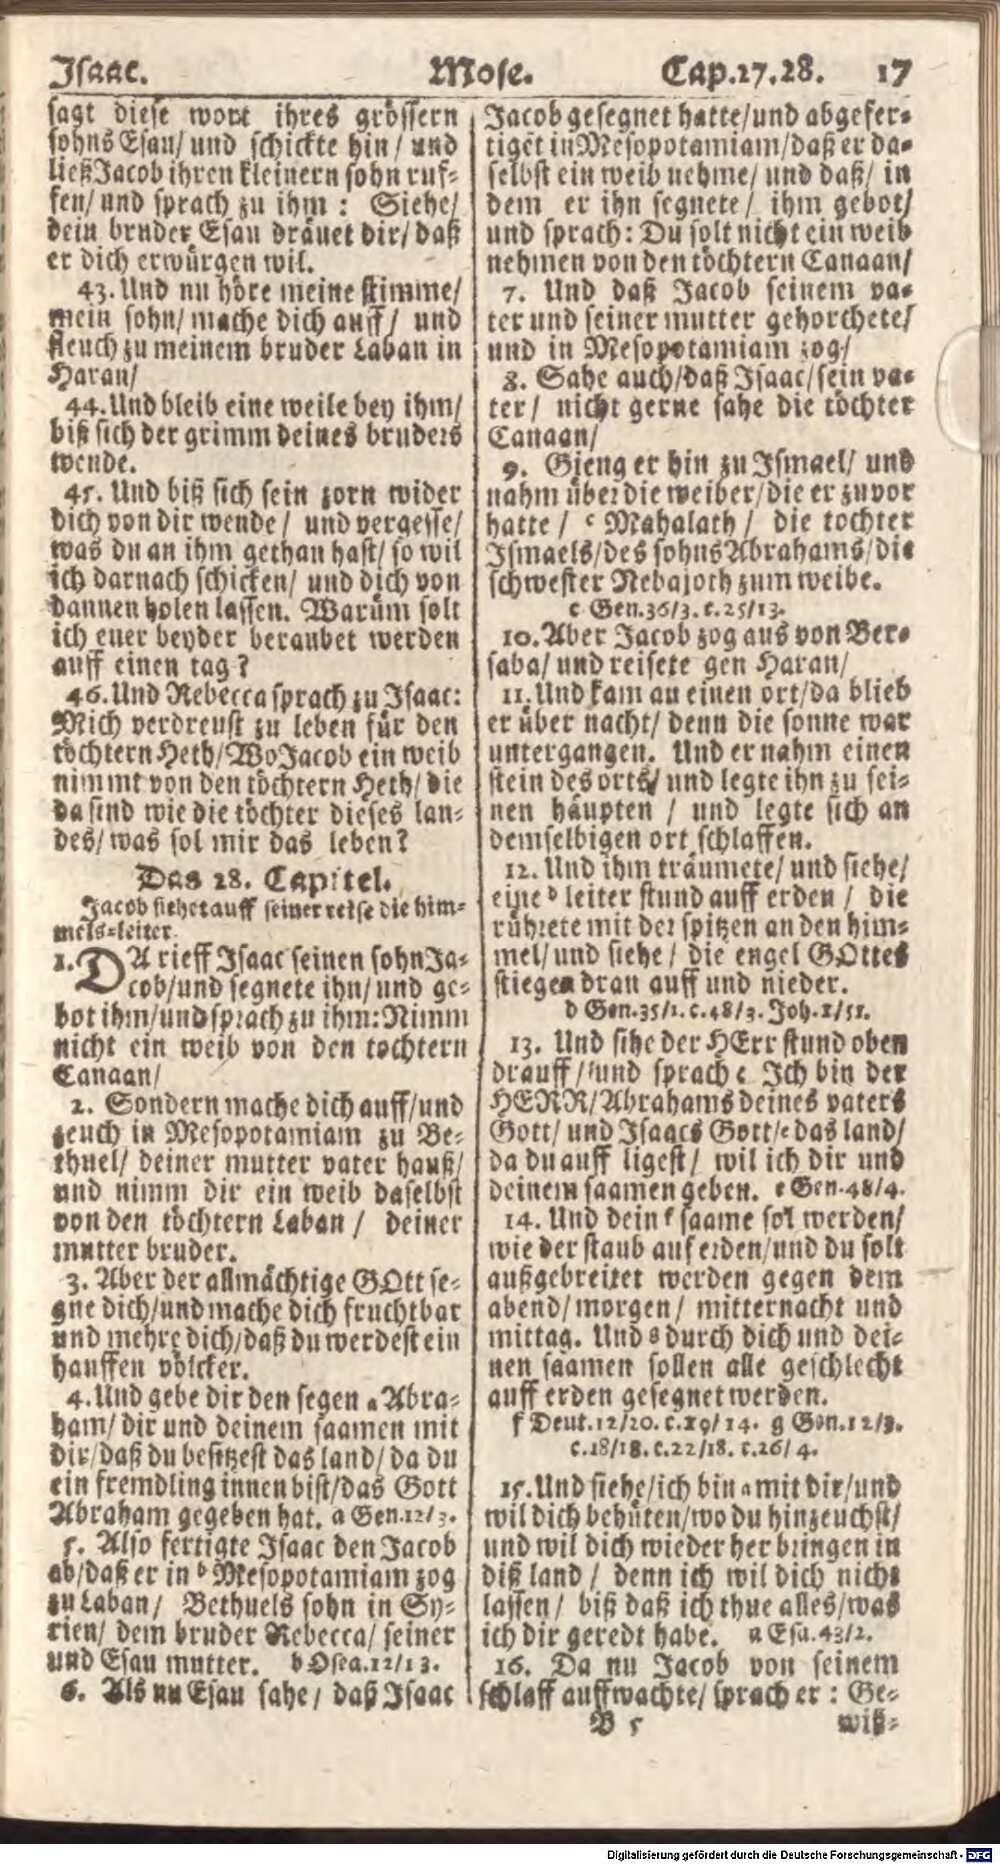 Isaac. Mose. Cap.27.28. 17
sagt diese wort ihres grössern
sohns Esau/ und schickte hin/ und
ließ Jacob ihren kleinern sohn ruf-
fen/ und sprach zu ihm: Siehe/
dein bruder Esau dräuet dir/ daß
er dich erwürgen wil.
43. Und nu höre meine stimme/
mein sohn/ mache dich auff/ und
fleuch zu meinem bruder Laban in
Haran/
44. Und bleib eine weile bey ihm/
biß sich der grimm deines bruders
wende.
45. Und biß sich sein zorn wider
dich von dir wende/ und vergesse/
was du an ihm gethan hast/ so wil
ich darnach schicken/ und dich von
dannen holen lassen. Warüm solt
ich euer beyder beraubet werden
auff einen tag?
46. Und Rebecca sprach zu Isaac:
Mich verdreust zu leben für den
töchtern Heth/ Wo Jacob ein weib
nimmt von den töchtern Heth/ die
da sind wie die töchter dieses lan-
des/ was sol mir das leben?
Das 28. Capitel.
Jacob siehet auff seiner reise die him-
mels-leiter.
1. DA rieff Isaac seinen sohn Ja-
cob/ und segnete ihn/ und ge-
bot ihm/ und sprach zu ihm: Nimm
nicht ein weib von den tochtern
Canaan/
2. Sondern mache dich auff/ und
zeuch in Mesopotamiam zu Be-
thuel/ deiner mutter vater hauß/
und nimm dir ein weib daselbst
von den töchtern Laban/ deiner
mutter bruder.
3. Aber der allmächtige GOtt se-
gne dich/ und mache dich fruchtbar
und mehre dich/ daß du werdest ein
hauffen völcker.
4. Und gebe dir den segen a Abra-
ham/ dir und deinem saamen mit
dir/ daß du besitzest das land/ da du
ein fremdling innen bist/ das Gott
Abraham gegeben hat. a Gen.12/3.
5. Also fertigte Isaac den Jacob
ab/ daß er in b Mesopotamiam zog
zu Laban/ Bethuels sohn in Sy-
rien/ dem bruder Rebecca/ seiner
und Esau mutter. b Osea.12/13.
6. Als nu Esau sahe/ daß Isaac
Jacob gesegnet hatte/ und abgefer-
tiget in Mesopotamiam/ daß er da-
selbst ein weib nehme/ und daß/ in
dem er ihn segnete/ ihm gebot/
und sprach: Du solt nicht ein weib
nehmen von den töchtern Canaan/
7. Und daß Jacob seinem va-
ter und seiner mutter gehorchete/
und in Mesopotamiam zog/
8. Sahe auch/ daß Isaac/ sein va-
ter/ nicht gerne sahe die töchter
Canaan/
9. Gieng er hin zu Ismael/ und
nahm über die weiber/ die er zuvor
hatte/ c Mahalath/ die tochter
Ismaels/ des sohns Abrahams/ die
schwester Nebajoth zum weibe.
c Gen.36/3. c.25/13.
10. Aber Jacob zog aus von Ber-
saba/ und reisete gen Haran/
11. Und kam an einen ort/ da blieb
er über nacht/ denn die sonne war
untergangen. Und er nahm einen
stein des orts/ und legte ihn zu sei-
nen häupten/ und legte sich an
demselbigen ort schlaffen.
12. Und ihm träumete/ und siehe/
eine d leiter stund auff erden/ die
rührete mit der spitzen an den him-
mel/ und siehe/ die engel GOttes
stiegen dran auff und nieder.
d Gen.35/1. c.48/3. Joh.1/51.
13. Und sihe der HErr stund oben
drauff/ und sprach e Ich bin der
HERR/ Abrahams deines vaters
Gott/ und Isaacs Gott/ e das land/
da du auff ligest/ wil ich dir und
deinem saamen geben. e Gen.48/4.
14. Und dein f saame sol werden/
wie der staub auf erden/ und du solt
außgebreitet werden gegen dem
abend/ morgen/ mitternacht und
mittag. Und g durch dich und dei-
nen saamen sollen alle geschlecht
auff erden gesegnet werden.
f Deut.12/20. c.19/14. g Gen.12/3.
c.18/18. c.22/18. c.26/4.
15. Und siehe/ ich bin a mit dir/ und
wil dich behüten/ wo du hinzeuchst/
und wil dich wieder her bringen in
diß land/ denn ich wil dich nicht
lassen/ biß daß ich thue alles/ was
ich dir geredt habe. a Esa.43/2.
16. Da nu Jacob von seinem
schlaff auffwachte/ sprach er: Ge-
B 5 wiß-
Digitalisierung gefördert durch die Deutsche Forschungsgemeinschaft - DFG